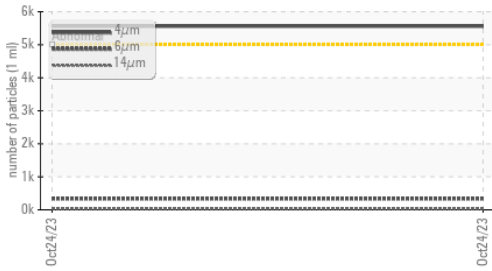 6k
5k
4k
3k
2k
1k
0k
number of particles (1 ml)
Abnormal
4µm
6µm
14µm
Oct24/23
Oct24/23